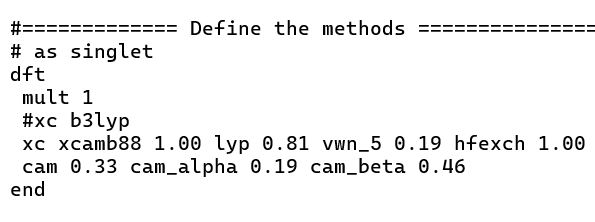 #============= Define the methods ===============
# as singlet
dft
 mult 1
 #xc b3lyp
 xc xcamb88 1.00 lyp 0.81 vwn_5 0.19 hfexch 1.00
 cam 0.33 cam_alpha 0.19 cam_beta 0.46
end